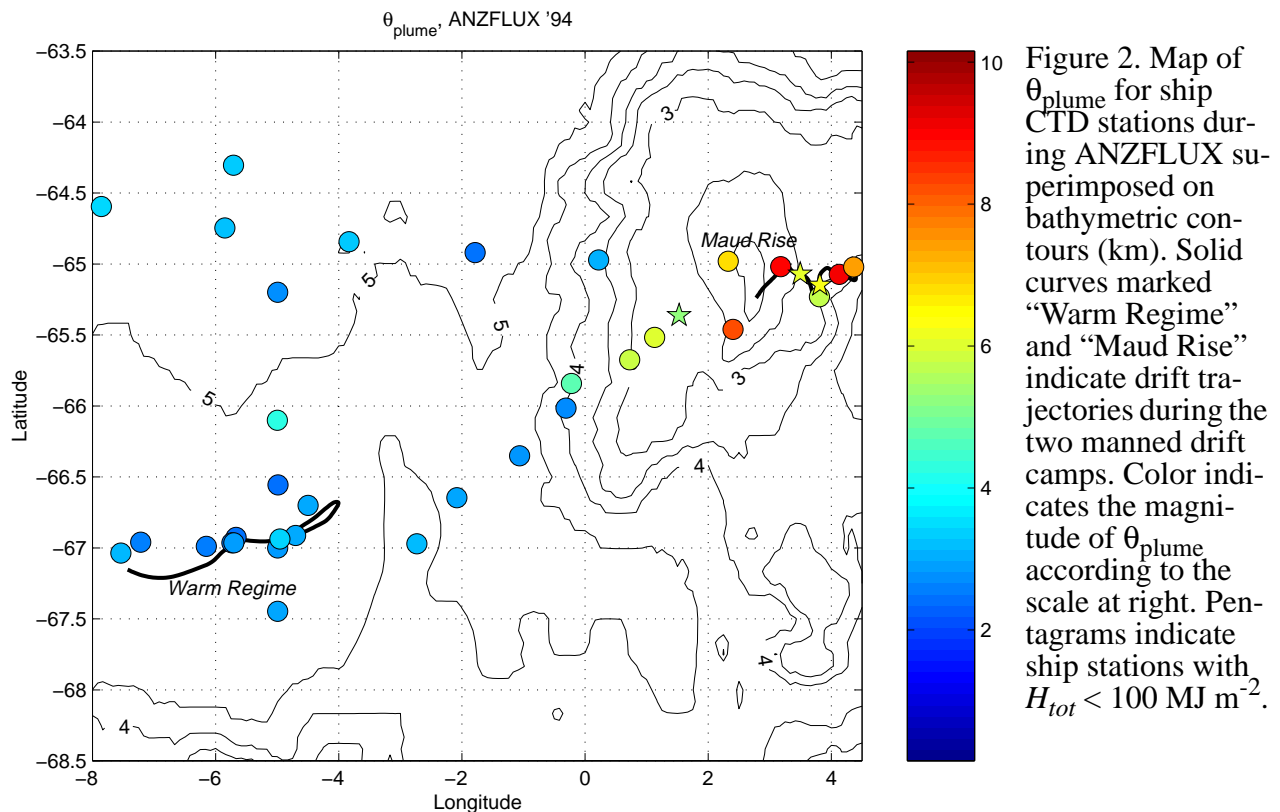 θplume, ANZFLUX '94
−63.5
−64
−64.5
−65
−65.5
−66
−66.5
−67
−67.5
−68
−68.5
Latitude
−8
−6
−4
−2
0
2
4
Longitude
3
Maud Rise
5
5
5
4
3
4
Warm Regime
4
4
10
8
6
4
2
Figure 2. Map of
θplume for ship
CTD stations dur-
ing ANZFLUX su-
perimposed on
bathymetric con-
tours (km). Solid
curves marked
“Warm Regime”
and “Maud Rise”
indicate drift tra-
jectories during the
two manned drift
camps. Color indi-
cates the magni-
tude of θplume
according to the
scale at right. Pen-
tagrams indicate
ship stations with
Htot < 100 MJ m-2.